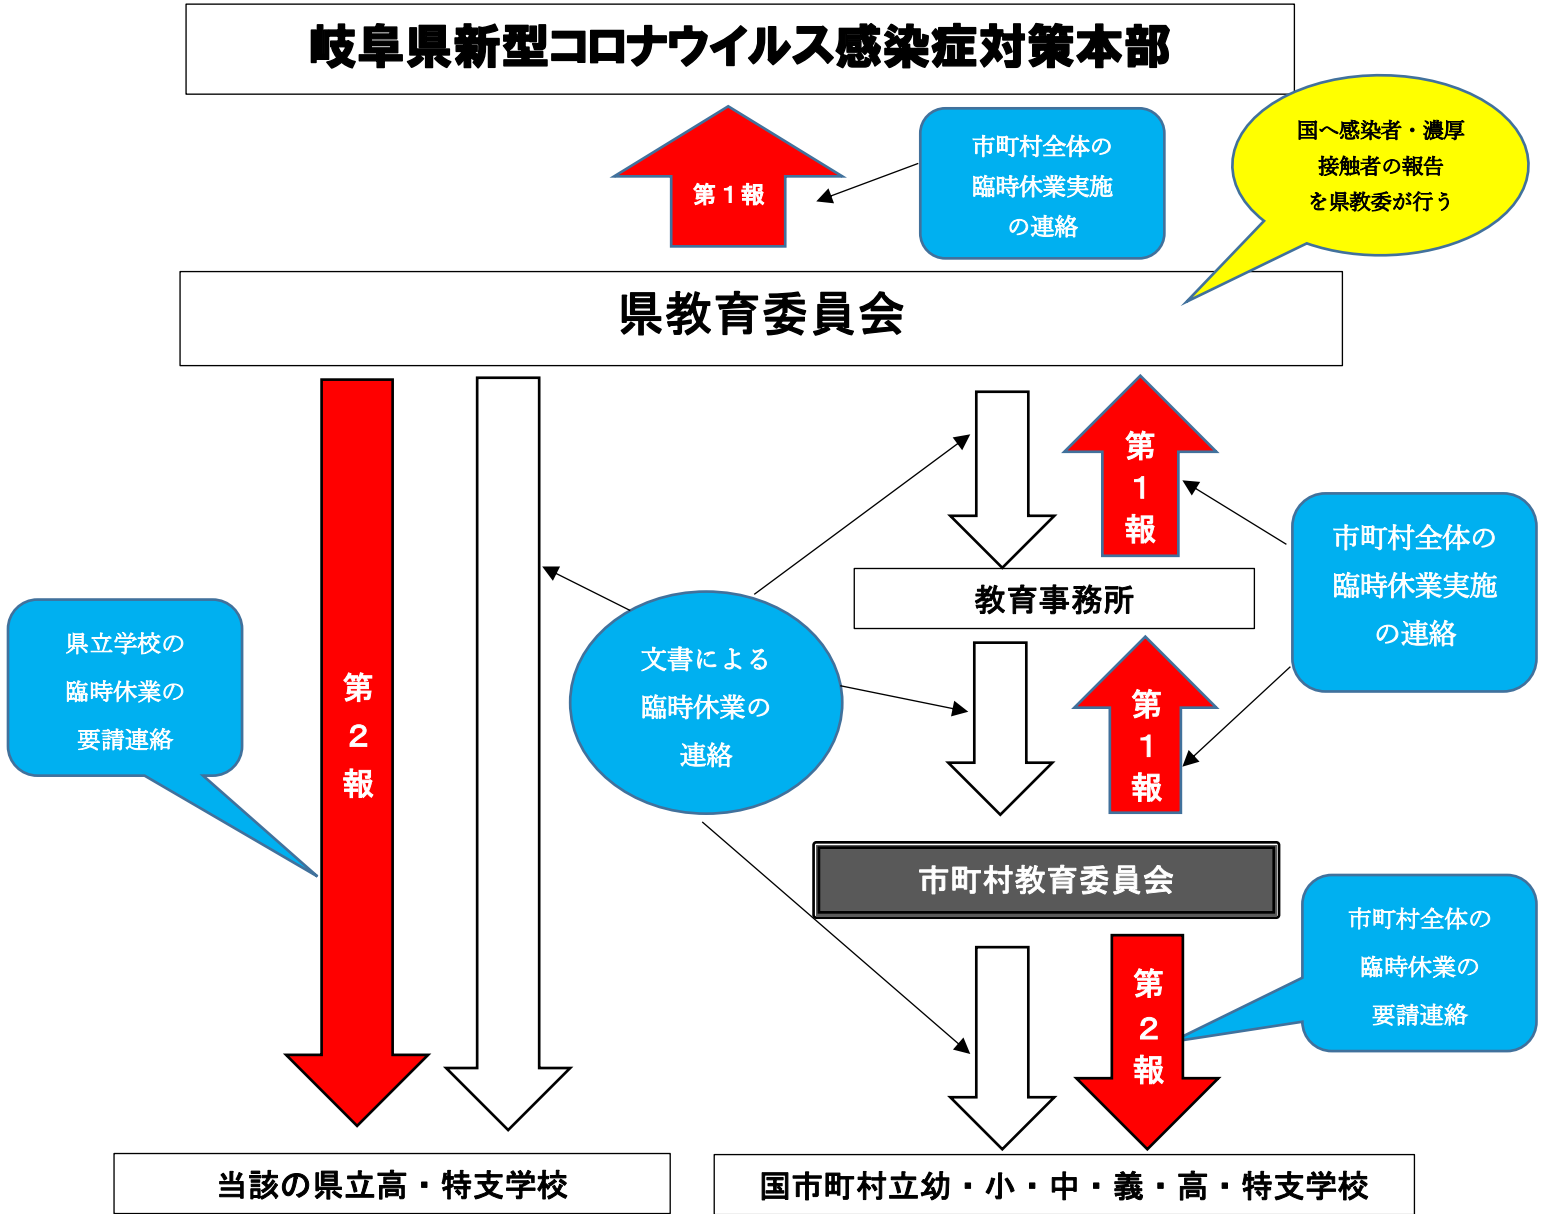 岐阜県新型コロナウイルス感染症対策本部
国へ感染者・濃厚
接触者の報告
を県教委が行う
市町村全体の
臨時休業実施
の連絡
第１報
県教育委員会
第１報
市町村全体の
臨時休業実施
の連絡
教育事務所
県立学校の
臨時休業の
要請連絡
第２報
文書による
臨時休業の
連絡
第１報
市町村教育委員会
市町村全体の
臨時休業の
要請連絡
第２報
当該の県立高・特支学校
国市町村立幼・小・中・義・高・特支学校